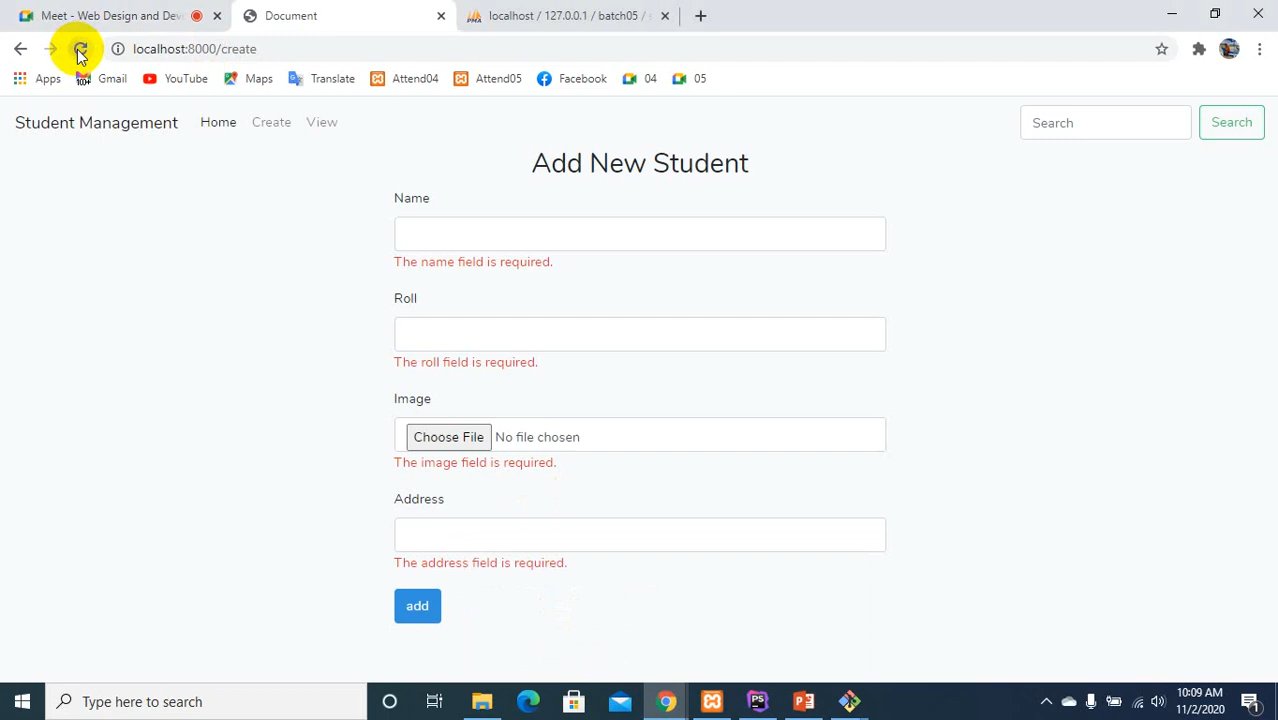 Meet - Web Design and Dev
Document
localhost / 127.0.0.1 / batch05 /
localhost:8000/create
Apps
100+
Gmail
YouTube
Maps
Translate
Attend04
Attend05
Facebook
04
05
Student Management
Home
Create
View
Search
Search
Add New Student
Name
The name field is required.
Roll
The roll field is required.
Image
Choose File No file chosen
The image field is required.
Address
The address field is required.
add
Type here to search
10:09 AM
11/2/2020
1